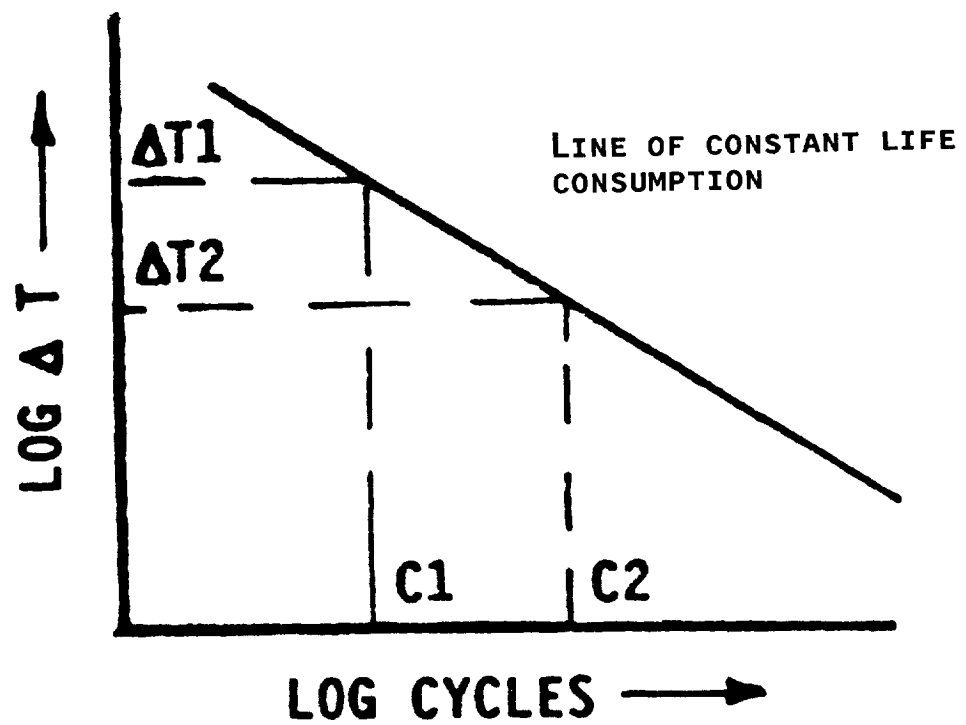 ΔT1
LINE OF CONSTANT LIFE
CONSUMPTION
ΔT2
LOG Δ T
C1
C2
LOG CYCLES